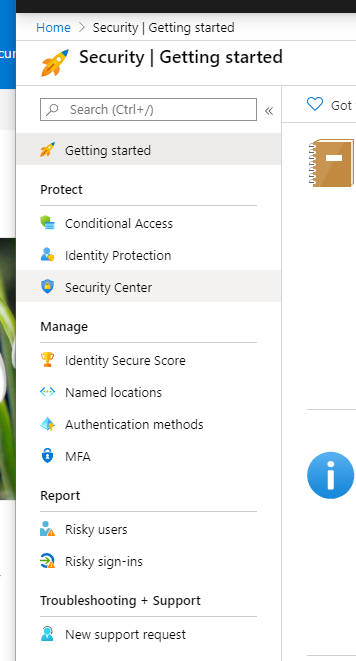 Home > Security | Getting started
Security | Getting started
Search (Ctrl+/)
Got
Getting started
Protect
Conditional Access
Identity Protection
Security Center
Manage
Identity Secure Score
Named locations
Authentication methods
MFA
Report
Risky users
Risky sign-ins
Troubleshooting + Support
New support request